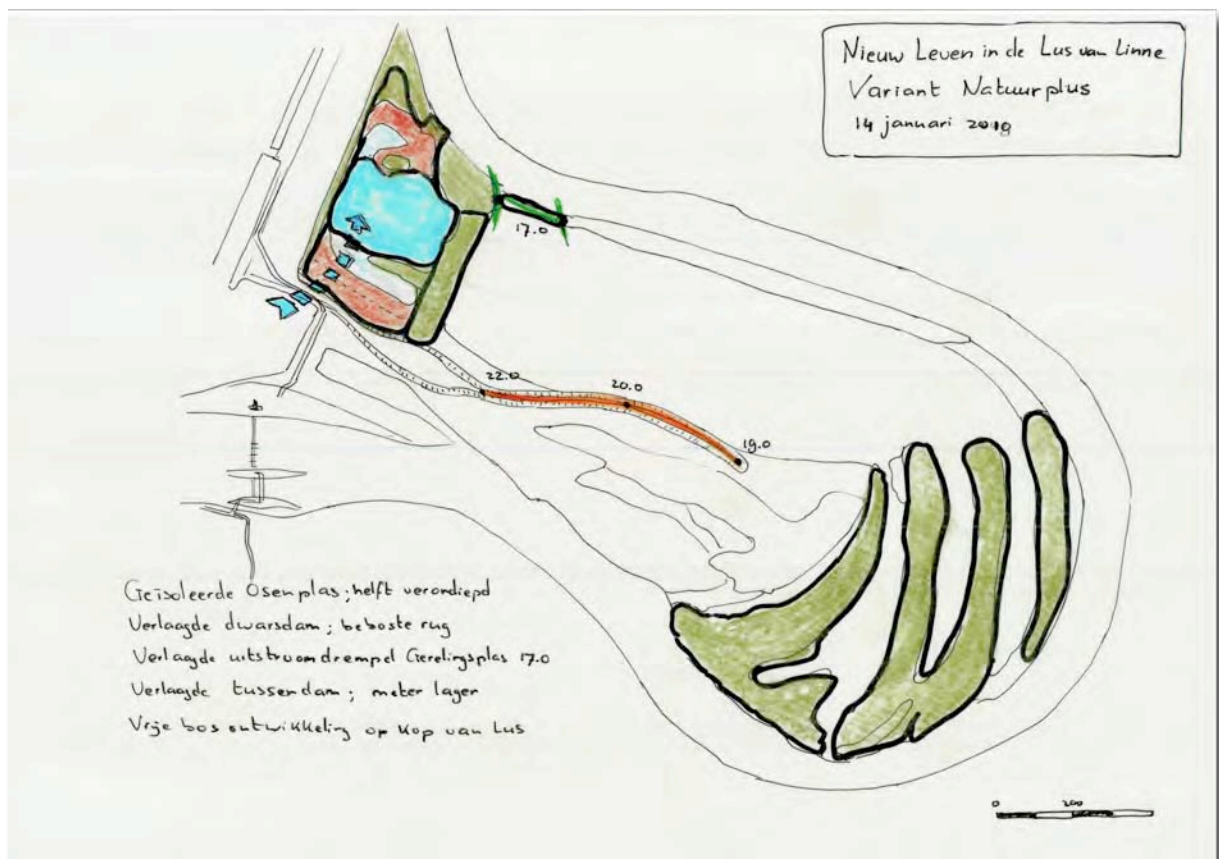 Nieuw Leven in de Lus van Linne
Variant Natuurplus
14 januari 2019
17.0
22.0
20.0
19.0
Geïsoleerde Osenplas; helft verondiepd
Verlaagde dwarsdam; beboste rug
Verlaagde uitstroomdrempel Gerelingsplas 17.0
Verlaagde tussendam; meter lager
Vrije bosontwikkeling op kop van Lus
0 200